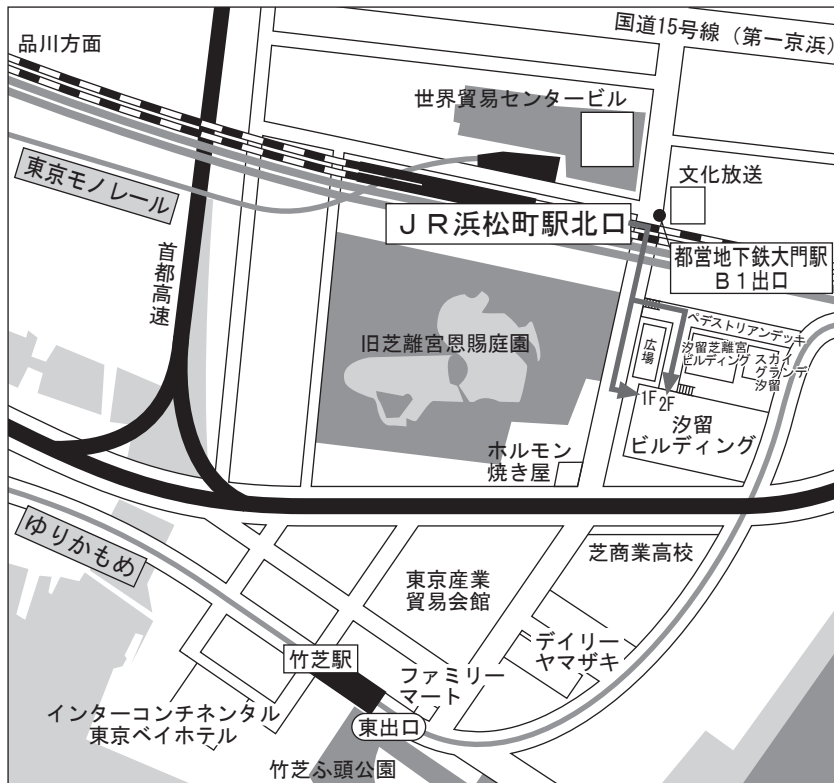 国道15号線（第一京浜）
品川方面
世界貿易センタービル
文化放送
東京モノレール
ＪＲ浜松町駅北口
都営地下鉄大門駅
Ｂ１出口
首都高速
ペデストリアンデッキ
旧芝離宮恩賜庭園
広場
汐留芝離宮
ビルディング
スカイ
グランデ
汐留
1F
2F
汐留
ビルディング
ホルモン
焼き屋
ゆりかもめ
芝商業高校
東京産業
貿易会館
デイリー
ヤマザキ
竹芝駅
ファミリー
マート
インターコンチネンタル
東京ベイホテル
東出口
竹芝ふ頭公園